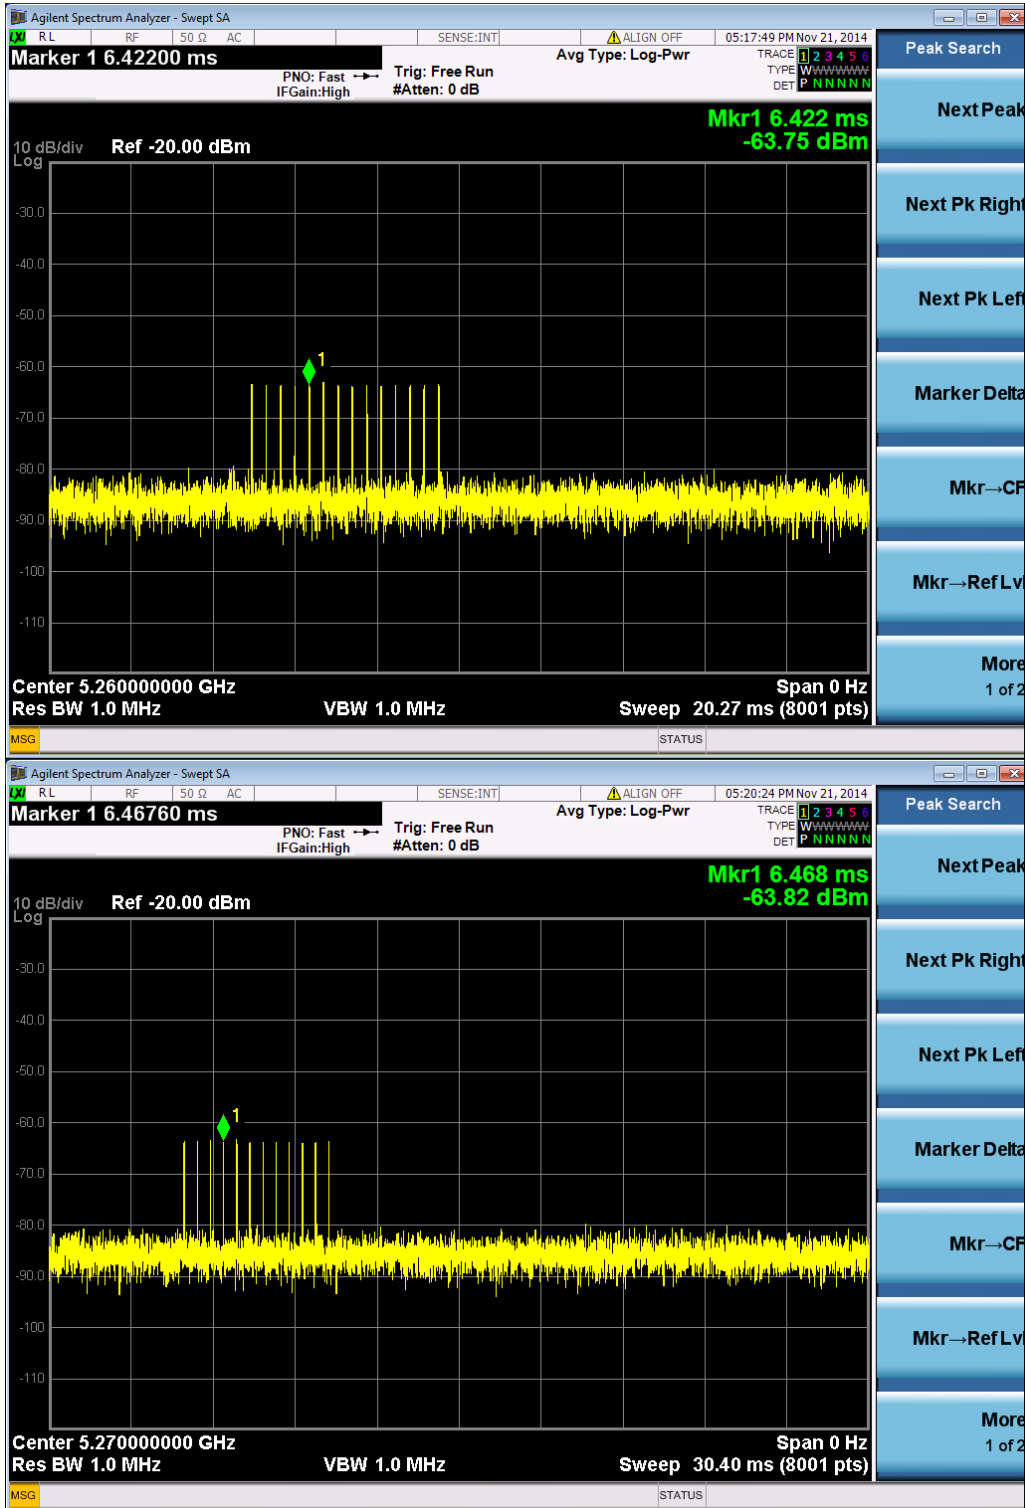 Agilent Spectrum Analyzer - Swept SA
LXI RL RF 50 Ω AC SENSE:INT ALIGN OFF 05:17:49 PM Nov 21, 2014
Marker 1 6.42200 ms
PNO: Fast
IFGain:High
Trig: Free Run
#Atten: 0 dB
Avg Type: Log-Pwr
TRACE 1 2 3 4 5 6
TYPE WWWWWW
DET P N N N N N
Peak Search
Mkr1 6.422 ms
-63.75 dBm
10 dB/div Ref -20.00 dBm
Log
-30.0
-40.0
-50.0
-60.0
-70.0
-80.0
-90.0
-100
-110
1
Center 5.260000000 GHz Span 0 Hz
Res BW 1.0 MHz VBW 1.0 MHz Sweep 20.27 ms (8001 pts)
MSG STATUS
Next Peak
Next Pk Right
Next Pk Left
Marker Delta
Mkr→CF
Mkr→Ref Lvl
More
1 of 2
Agilent Spectrum Analyzer - Swept SA
LXI RL RF 50 Ω AC SENSE:INT ALIGN OFF 05:20:24 PM Nov 21, 2014
Marker 1 6.46760 ms
PNO: Fast
IFGain:High
Trig: Free Run
#Atten: 0 dB
Avg Type: Log-Pwr
TRACE 1 2 3 4 5 6
TYPE WWWWWW
DET P N N N N N
Peak Search
Mkr1 6.468 ms
-63.82 dBm
10 dB/div Ref -20.00 dBm
Log
-30.0
-40.0
-50.0
-60.0
-70.0
-80.0
-90.0
-100
-110
1
Center 5.270000000 GHz Span 0 Hz
Res BW 1.0 MHz VBW 1.0 MHz Sweep 30.40 ms (8001 pts)
MSG STATUS
Next Peak
Next Pk Right
Next Pk Left
Marker Delta
Mkr→CF
Mkr→Ref Lvl
More
1 of 2